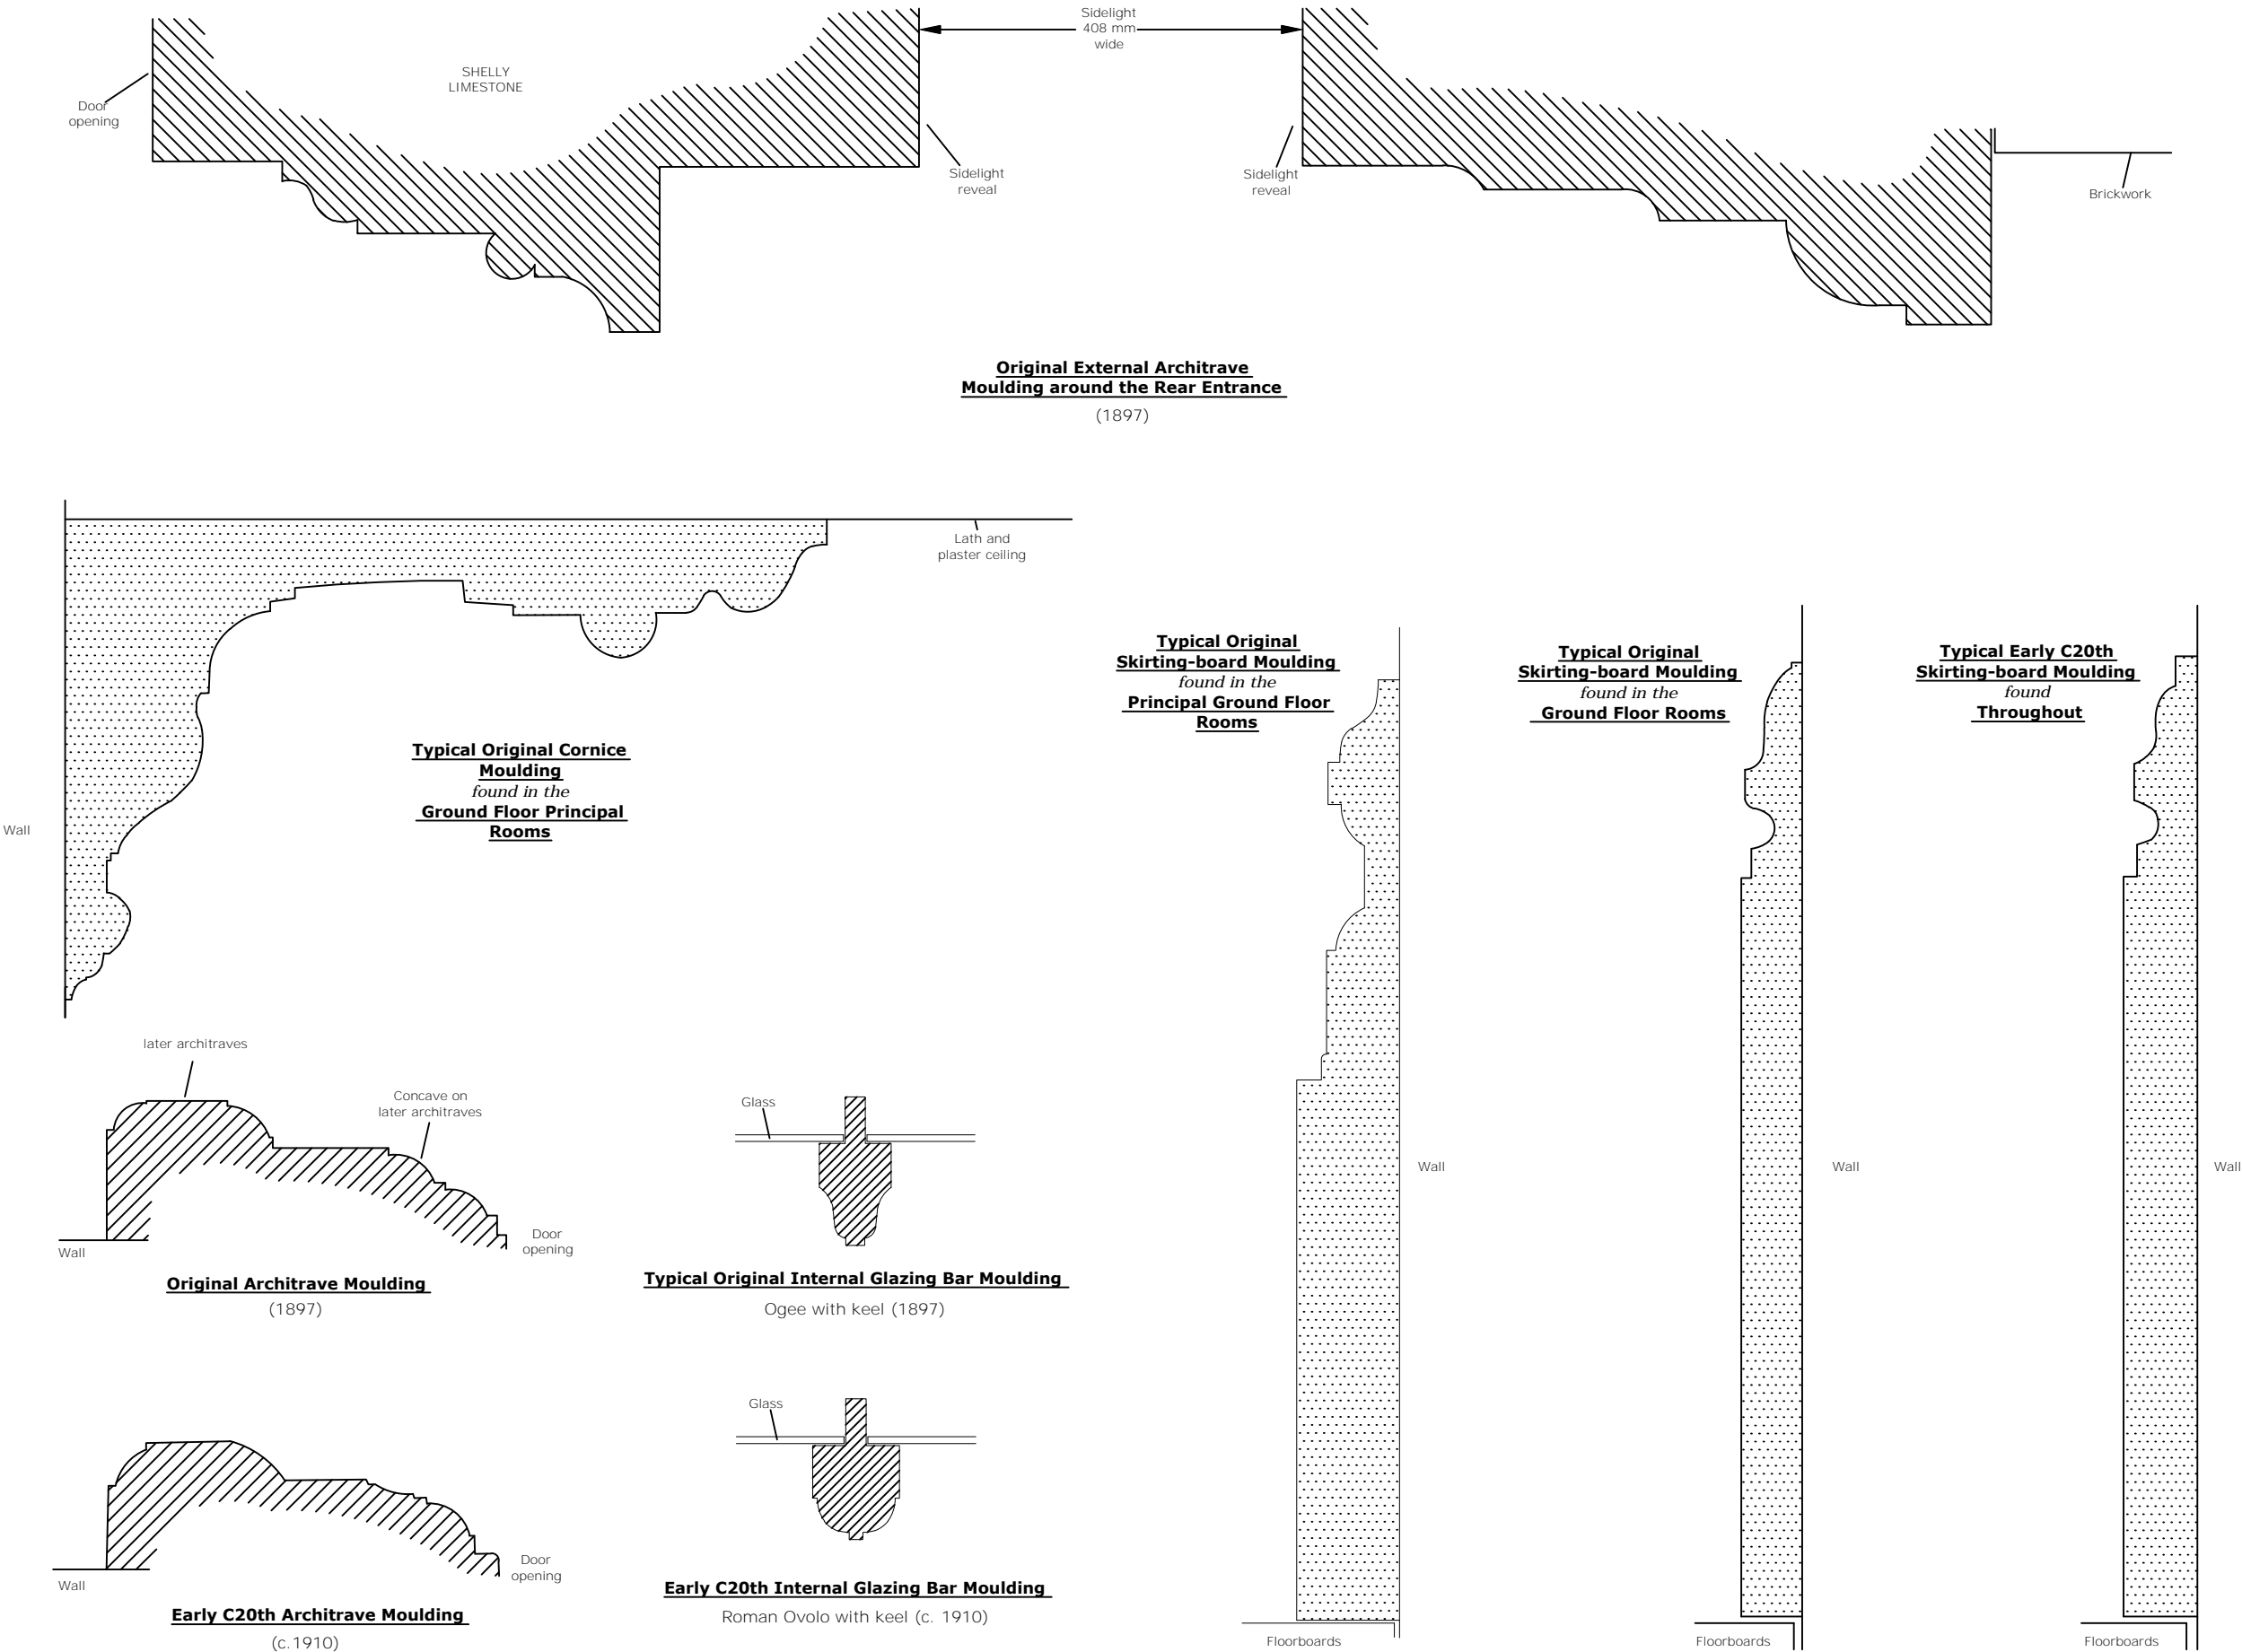 Sidelight
408 mm
wide
SHELLY
LIMESTONE
Door
opening
Sidelight
reveal
Sidelight
reveal
Brickwork
Original External Architrave
Moulding around the Rear Entrance
(1897)
Lath and
plaster ceiling
Wall
Typical Original Cornice
Moulding
found in the
Ground Floor Principal
Rooms
Typical Original
Skirting-board Moulding
found in the
Principal Ground Floor
Rooms
Wall
Floorboards
Typical Original
Skirting-board Moulding
found in the
Ground Floor Rooms
Wall
Floorboards
Typical Early C20th
Skirting-board Moulding
found
Throughout
Wall
Floorboards
later architraves
Concave on
later architraves
Wall
Door
opening
Original Architrave Moulding
(1897)
Glass
Typical Original Internal Glazing Bar Moulding
Ogee with keel (1897)
Wall
Door
opening
Early C20th Architrave Moulding
(c.1910)
Glass
Early C20th Internal Glazing Bar Moulding
Roman Ovolo with keel (c. 1910)